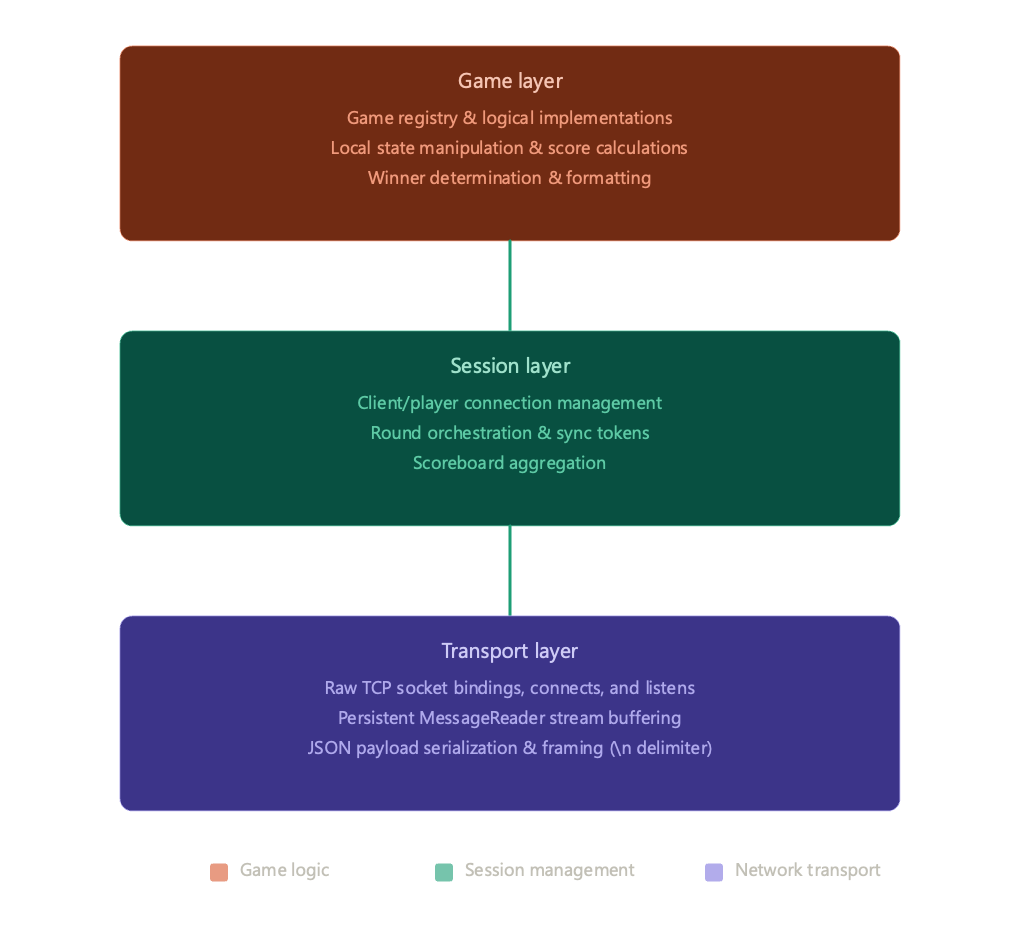 Game layer
Game registry & logical implementations
Local state manipulation & score calculations
Winner determination & formatting
Session layer
Client/player connection management
Round orchestration & sync tokens
Scoreboard aggregation
Transport layer
Raw TCP socket bindings, connects, and listens
Persistent MessageReader stream buffering
JSON payload serialization & framing (\n delimiter)
Game logic
Session management
Network transport